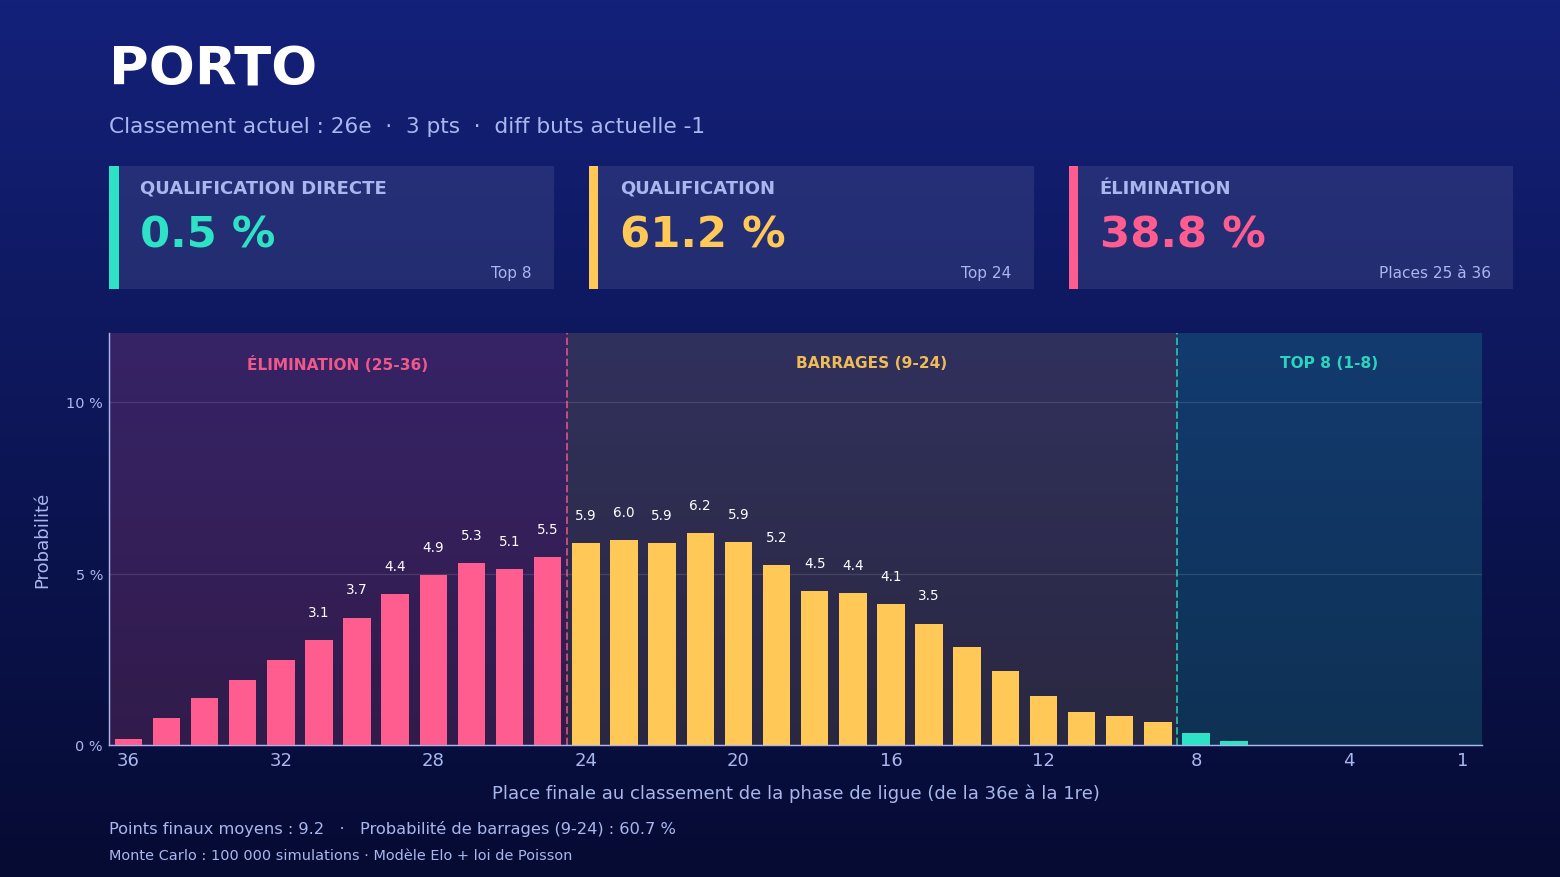 PORTO
Classement actuel : 26e · 3 pts · diff buts actuelle -1
QUALIFICATION DIRECTE
0.5 %
Top 8
QUALIFICATION
61.2 %
Top 24
ÉLIMINATION
38.8 %
Places 25 à 36
ÉLIMINATION (25-36)
BARRAGES (9-24)
TOP 8 (1-8)
Probabilité
10 %
5 %
0 %
3.1
3.7
4.4
4.9
5.3
5.1
5.5
5.9
6.0
5.9
6.2
5.9
5.2
4.5
4.4
4.1
3.5
36 32 28 24 20 16 12 8 4 1
Place finale au classement de la phase de ligue (de la 36e à la 1re)
Points finaux moyens : 9.2 · Probabilité de barrages (9-24) : 60.7 %
Monte Carlo : 100 000 simulations · Modèle Elo + loi de Poisson